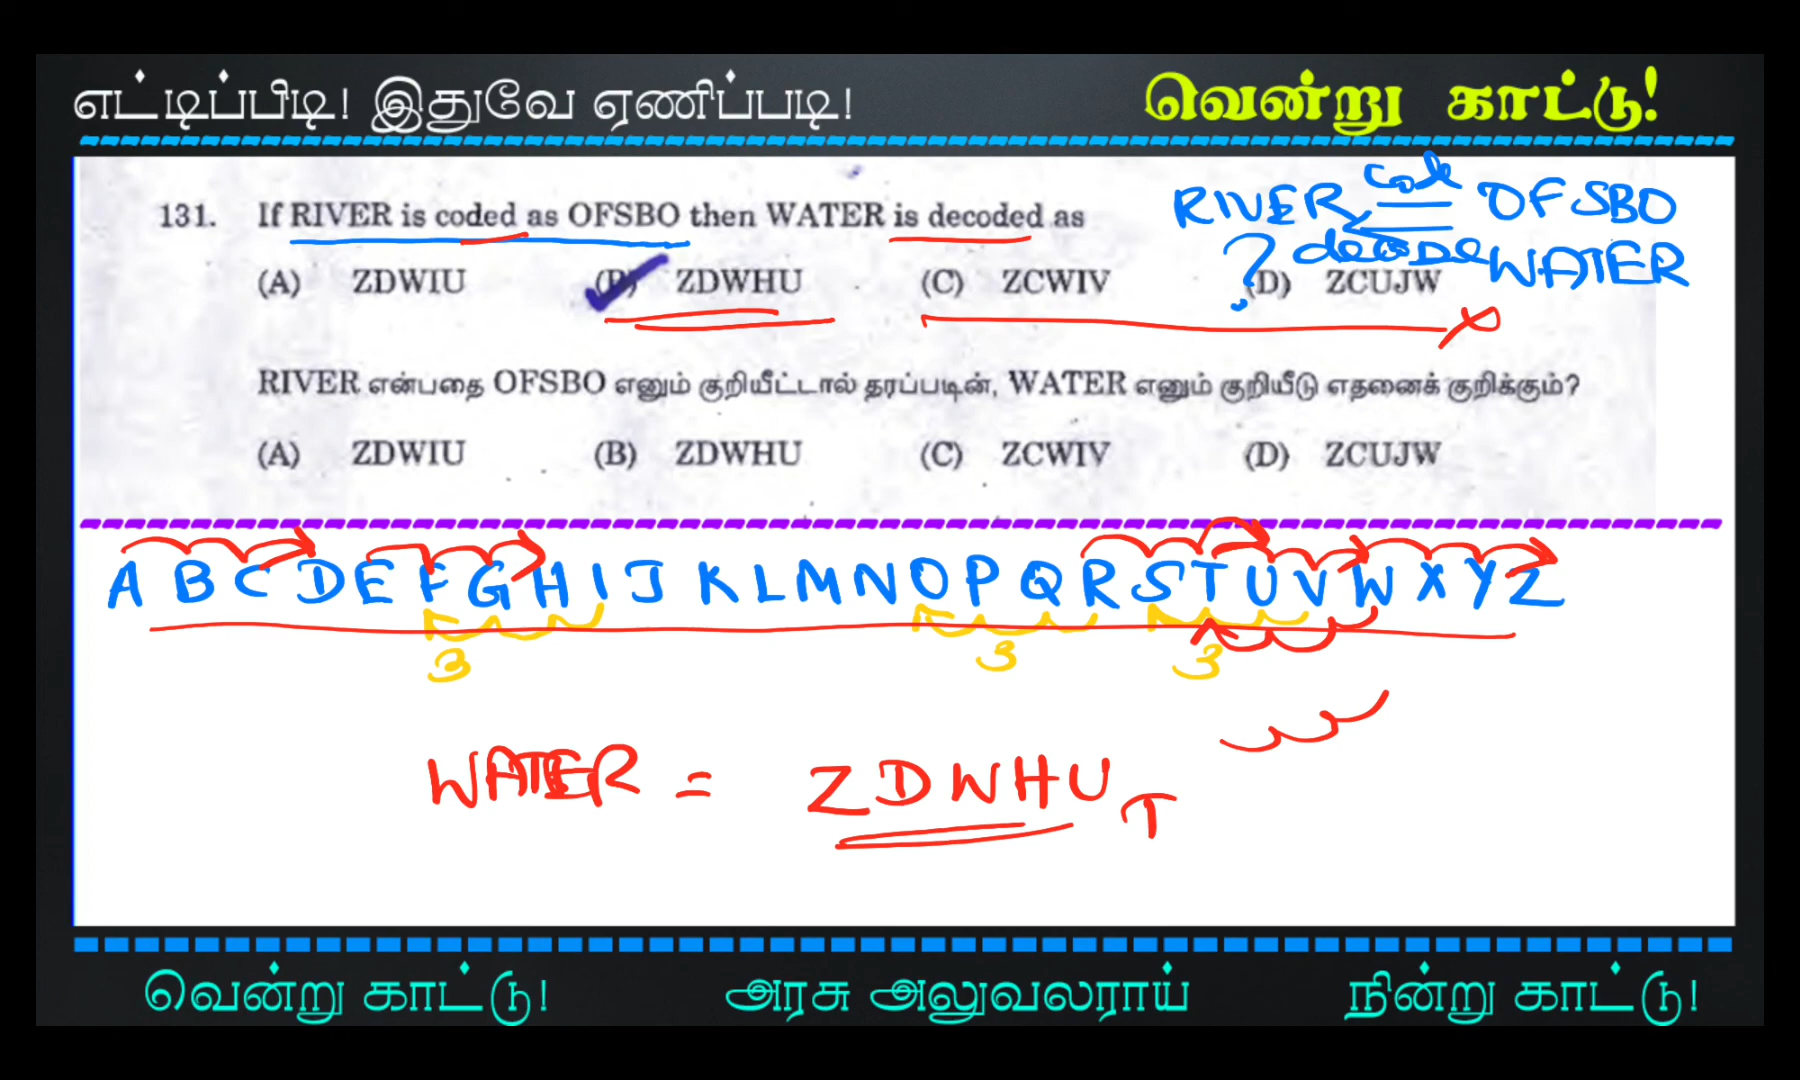 எட்டிப்பிடி! இதுவே ஏணிப்படி! வென்று காட்டு!
131. If RIVER is coded as OFSBO then WATER is decoded as
(A) ZDWIU (B) ZDWHU (C) ZCWIV (D) ZCUJW
RIVER code OFSBO
? decode WATER
RIVER என்பதை OFSBO எனும் குறியீட்டால் தரப்படின், WATER எனும் குறியீடு எதனைக் குறிக்கும்?
(A) ZDWIU (B) ZDWHU (C) ZCWIV (D) ZCUJW
A B C D E F G H I J K L M N O P Q R S T U V W X Y Z
3 3 3
WATER = ZDWHU T
வென்று காட்டு! அரசு அலுவலராய் நின்று காட்டு!